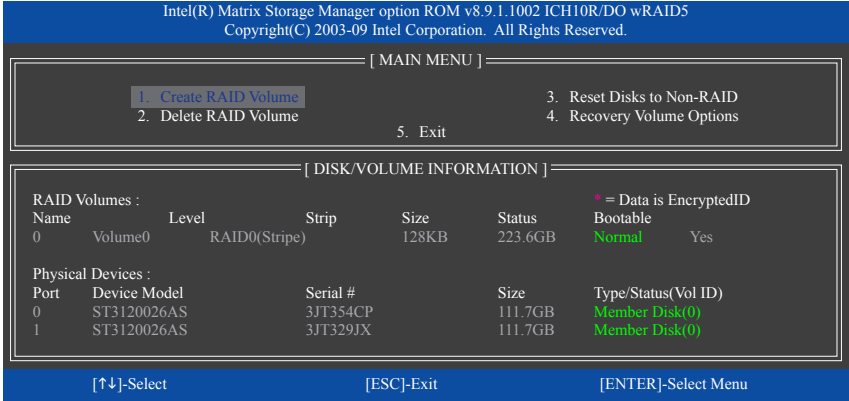 Intel(R) Matrix Storage Manager option ROM v8.9.1.1002 ICH10R/DO wRAID5
Copyright(C) 2003-09 Intel Corporation. All Rights Reserved.
[ MAIN MENU ]
1. Create RAID Volume 3. Reset Disks to Non-RAID
2. Delete RAID Volume 4. Recovery Volume Options
5. Exit
[ DISK/VOLUME INFORMATION ]
RAID Volumes : * = Data is EncryptedID
Name Level Strip Size Status Bootable
0 Volume0 RAID0(Stripe) 128KB 223.6GB Normal Yes
Physical Devices :
Port Device Model Serial # Size Type/Status(Vol ID)
0 ST3120026AS 3JT354CP 111.7GB Member Disk(0)
1 ST3120026AS 3JT329JX 111.7GB Member Disk(0)
[↑↓]-Select [ESC]-Exit [ENTER]-Select Menu